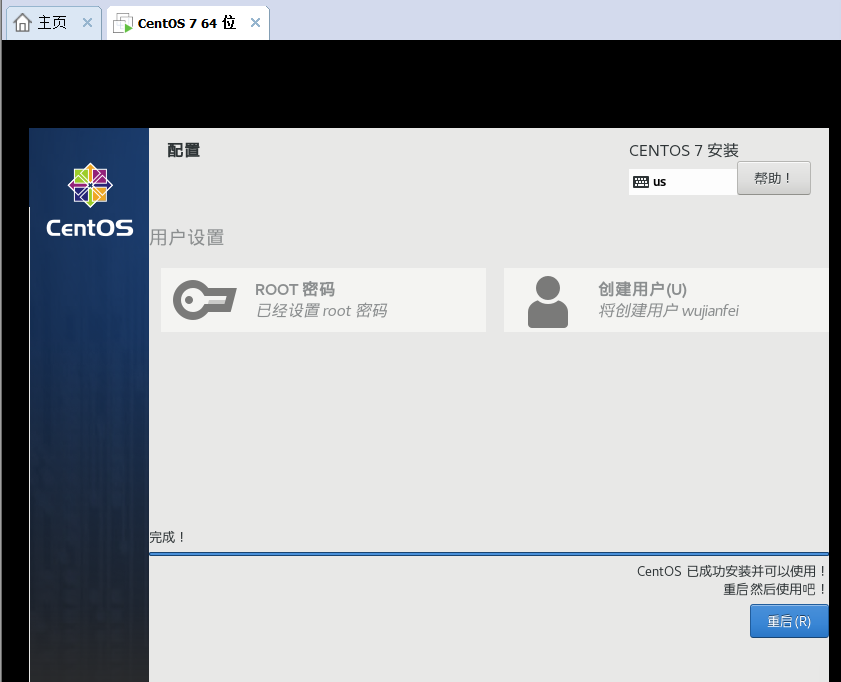 主页
CentOS 7 64 位
配置
CENTOS 7 安装
us
帮助！
CentOS
用户设置
ROOT 密码
已经设置 root 密码
创建用户(U)
将创建用户 wujianfei
完成！
CentOS 已成功安装并可以使用！
重启然后使用吧！
重启(R)